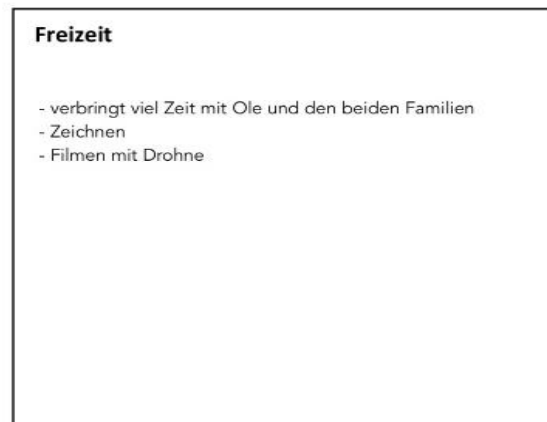 Freizeit
- verbringt viel Zeit mit Ole und den beiden Familien
- Zeichnen
- Filmen mit Drohne